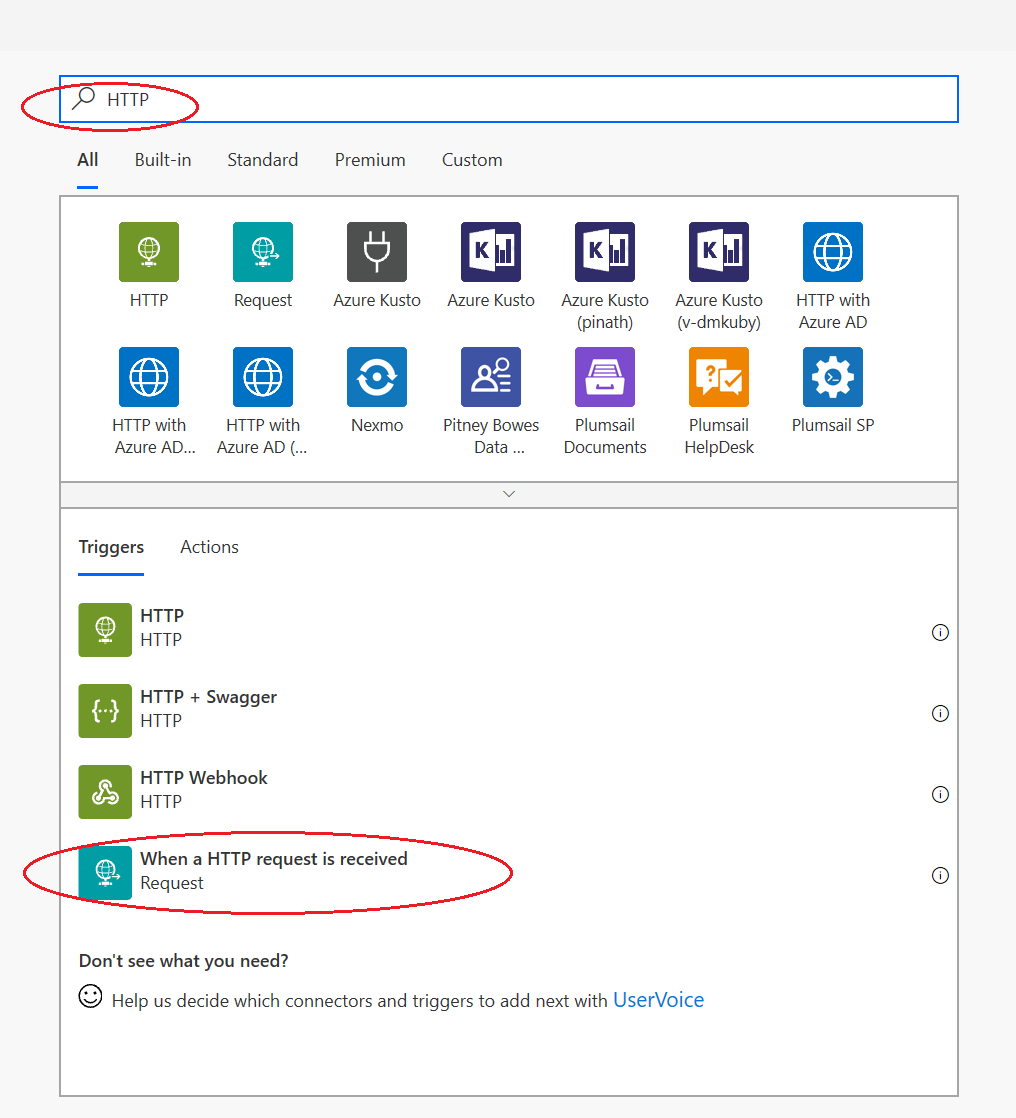 HTTP
All Built-in Standard Premium Custom
HTTP Request Azure Kusto Azure Kusto Azure Kusto (pinath) Azure Kusto (v-dmkuby) HTTP with Azure AD
HTTP with Azure AD... HTTP with Azure AD (... Nexmo Pitney Bowes Data ... Plumsail Documents Plumsail HelpDesk Plumsail SP
Triggers Actions
HTTP
HTTP
HTTP + Swagger
HTTP
HTTP Webhook
HTTP
When a HTTP request is received
Request
Don't see what you need?
Help us decide which connectors and triggers to add next with UserVoice